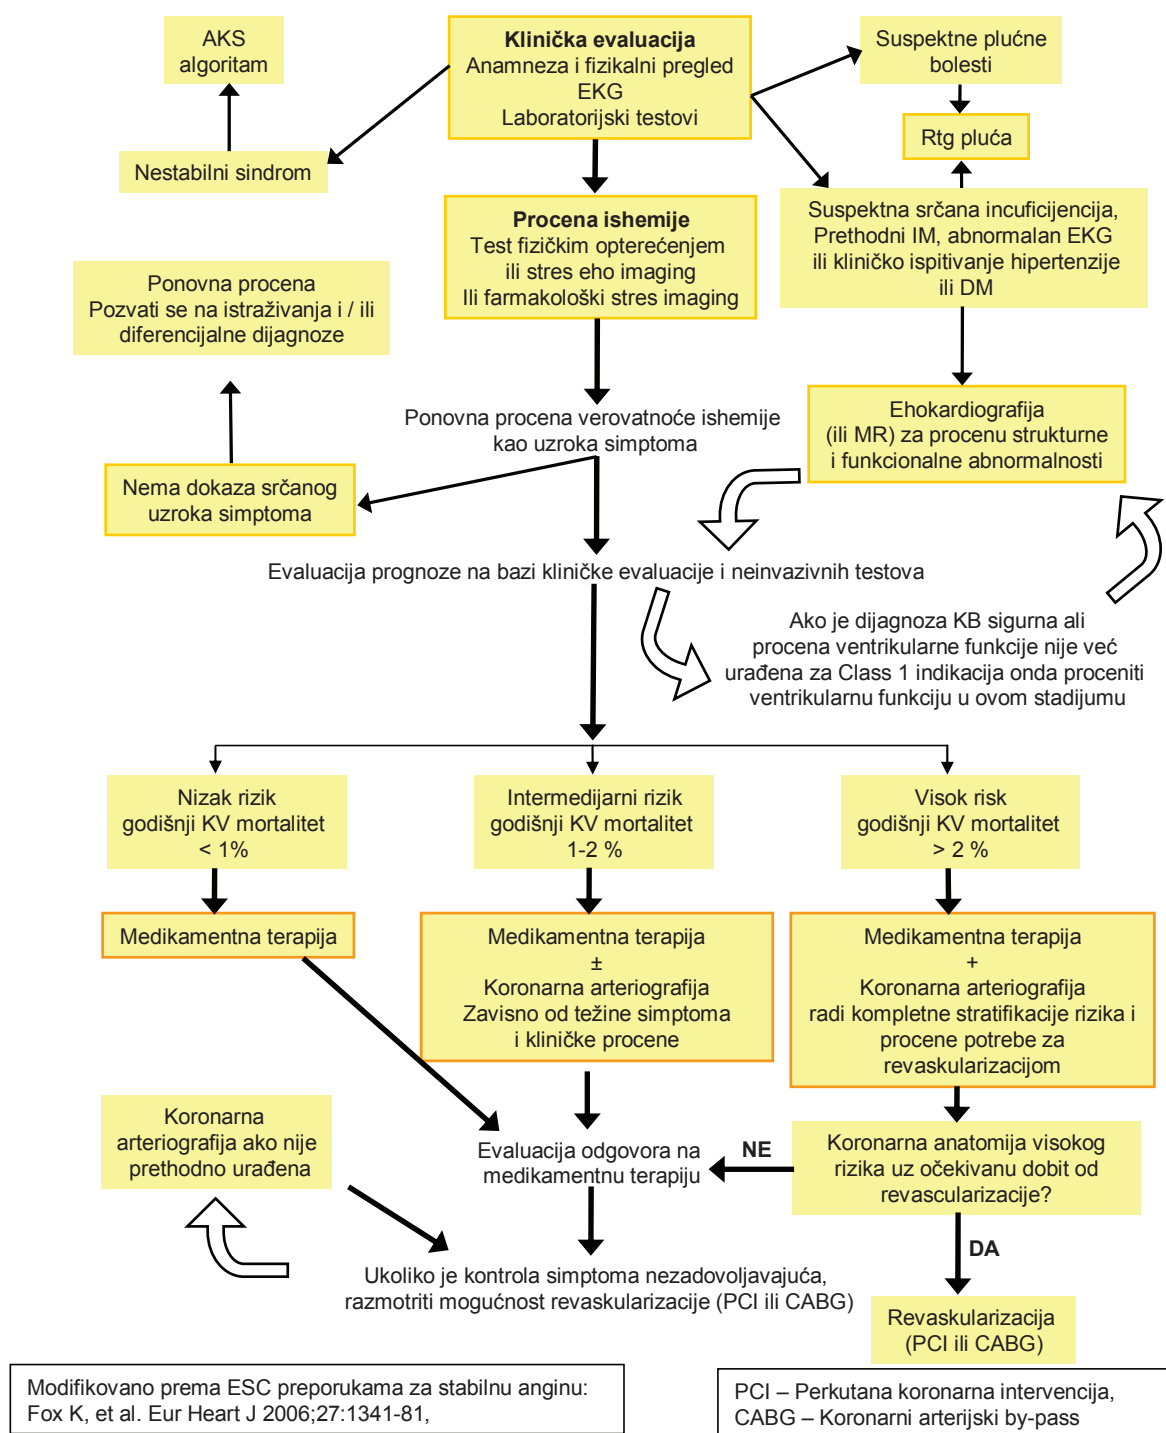 AKS
algoritam
Klinička evaluacija
Anamneza i fizikalni pregled
EKG
Laboratorijski testovi
Suspektne plućne
bolesti
Rtg pluća
Nestabilni sindrom
Procena ishemije
Test fizičkim opterećenjem
ili stres eho imaging
Ili farmakološki stres imaging
Suspektna srčana incuficijencija,
Prethodni IM, abnormalan EKG
ili kliničko ispitivanje hipertenzije
ili DM
Ponovna procena
Pozvati se na istraživanja i / ili
diferencijalne dijagnoze
Ponovna procena verovatnoće ishemije
kao uzroka simptoma
Ehokardiografija
(ili MR) za procenu strukturne
i funkcionalne abnormalnosti
Nema dokaza srčanog
uzroka simptoma
Evaluacija prognoze na bazi kliničke evaluacije i neinvazivnih testova
Ako je dijagnoza KB sigurna ali
procena ventrikularne funkcije nije već
urađena za Class 1 indikacija onda proceniti
ventrikularnu funkciju u ovom stadijumu
Nizak rizik
godišnji KV mortalitet
< 1%
Intermedijarni rizik
godišnji KV mortalitet
1-2 %
Visok risk
godišnji KV mortalitet
> 2 %
Medikamentna terapija
Medikamentna terapija
±
Koronarna arteriografija
Zavisno od težine simptoma
i kliničke procene
Medikamentna terapija
+
Koronarna arteriografija
radi kompletne stratifikacije rizika i
procene potrebe za
revaskularizacijom
Koronarna
arteriografija ako nije
prethodno urađena
Evaluacija odgovora na
medikamentnu terapiju
NE
Koronarna anatomija visokog
rizika uz očekivanu dobit od
revascularizacije?
DA
Ukoliko je kontrola simptoma nezadovoljavajuća,
razmotriti mogućnost revaskularizacije (PCI ili CABG)
Revaskularizacija
(PCI ili CABG)
Modifikovano prema ESC preporukama za stabilnu anginu:
Fox K, et al. Eur Heart J 2006;27:1341-81,
PCI – Perkutana koronarna intervencija,
CABG – Koronarni arterijski by-pass